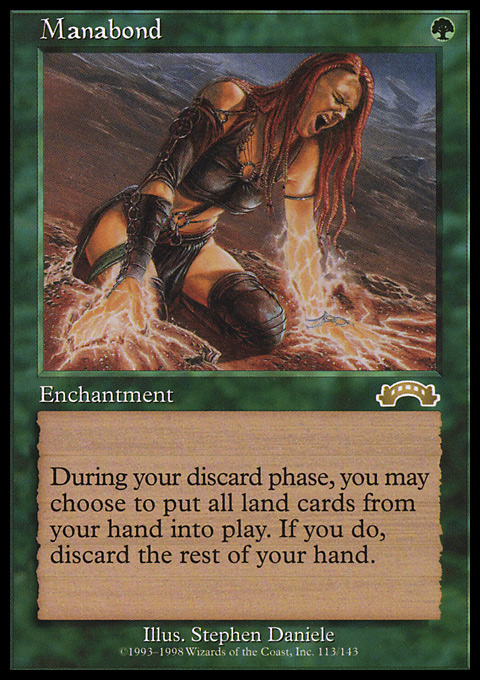 Manabond
Enchantment
During your discard phase, you may
choose to put all land cards from
your hand into play. If you do,
discard the rest of your hand.
Illus. Stephen Daniele
©1993–1998 Wizards of the Coast, Inc. 113/143